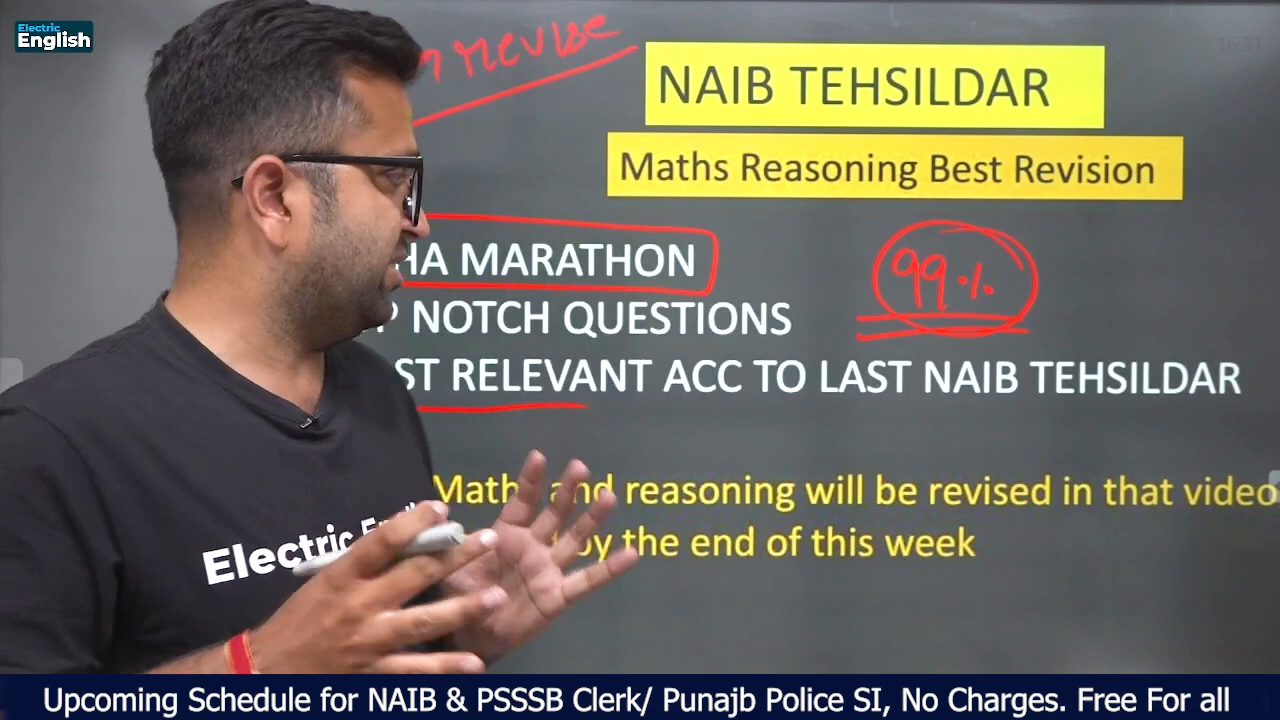 Electric
English
revise
NAIB TEHSILDAR
Maths Reasoning Best Revision
HA MARATHON
P NOTCH QUESTIONS
99%
ST RELEVANT ACC TO LAST NAIB TEHSILDAR
Maths and reasoning will be revised in that video
by the end of this week
Electric
Upcoming Schedule for NAIB & PSSSB Clerk/ Punajb Police SI, No Charges. Free For all